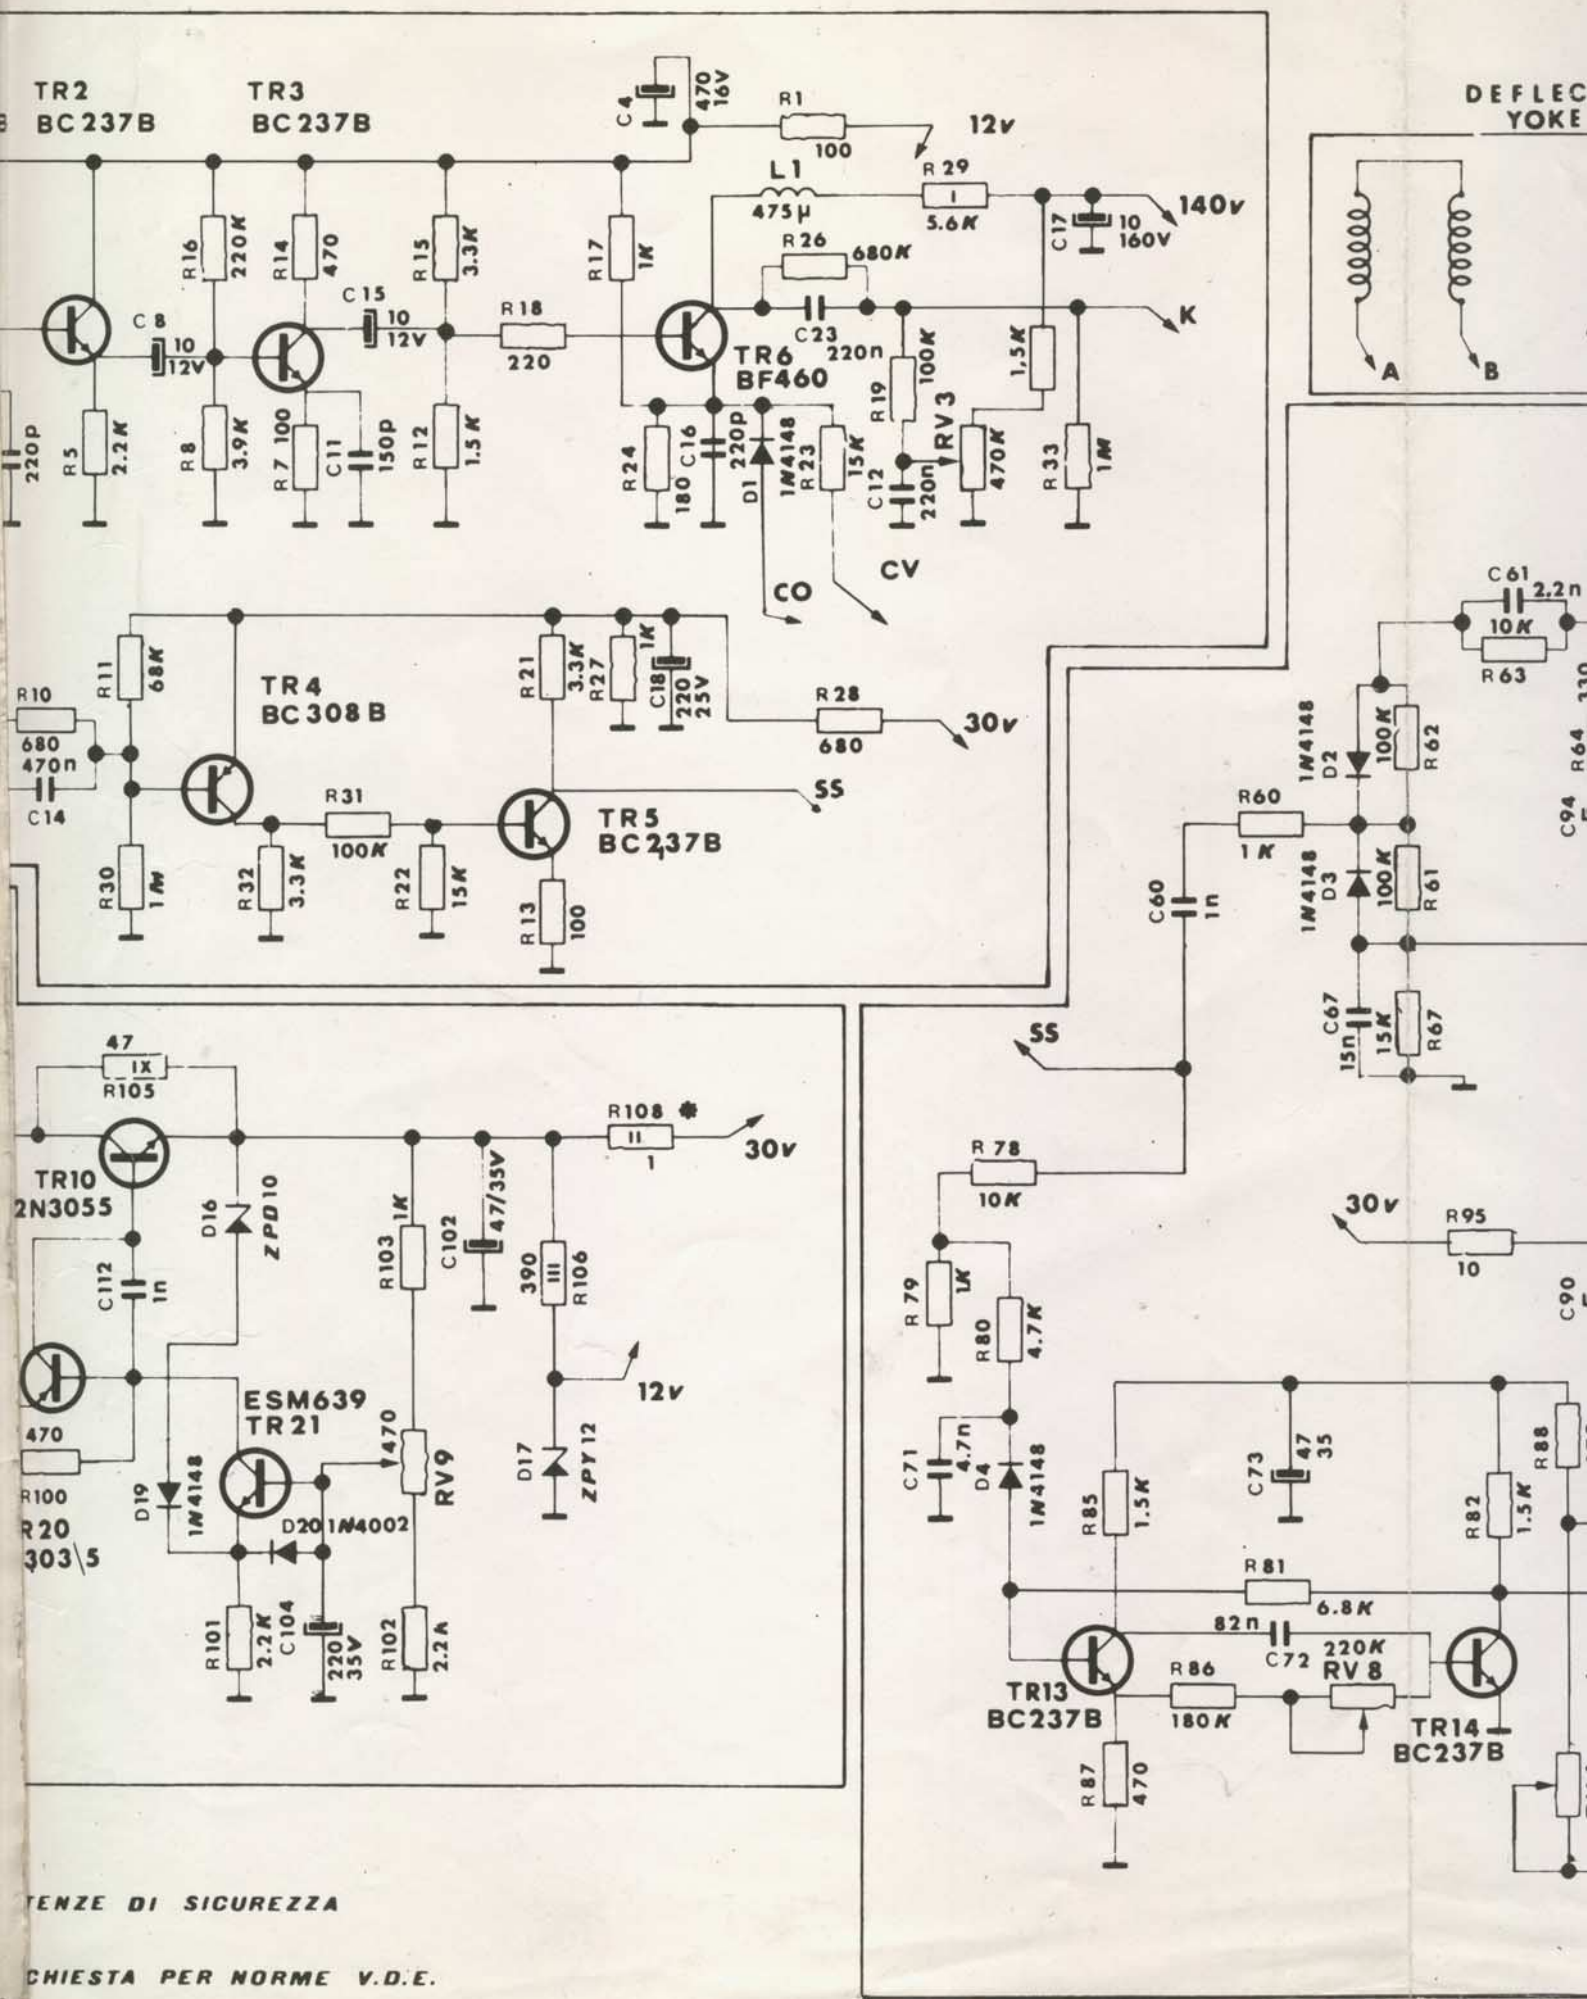 TR2
BC237B
TR3
BC237B
C4
470
16V
R1
100
12v
DEFLEC
YOKE
L1
475µ
R 29
I
5.6K
140v
C17
10
160V
R16
220K
R14
470
R15
3.3K
R17
1K
R26
680K
C 8
10
12V
C 15
10
12V
R18
220
C23
220n
K
TR6
BF460
R19
100K
1,5K
A
B
220p
R5
2.2K
R8
3.9K
R7
100
C11
150p
R12
1.5K
R24
180
C16
220p
D1
1N4148
R23
15K
C12
220n
RV3
470K
R33
1M
CO
CV
C61
2.2n
10K
R63
R10
680
470n
C14
R11
68K
TR4
BC308B
R21
3.3K
R27
1K
C18
220
25V
R28
680
30v
SS
R31
100K
TR5
BC237B
R30
1M
R32
3.3K
R22
15K
R13
100
1N4148
D2
100K
R62
R64
C94
R60
1K
C60
1n
1N4148
D3
100K
R61
C67
15n
15K
R67
SS
47
IX
R105
R108 *
II
1
30v
TR10
2N3055
D16
ZPD10
R103
1K
C102
47/35V
390
III
R106
C112
1n
R 78
10K
30v
R95
10
C90
R79
1K
R80
4.7K
12v
ESM639
TR21
470
RV9
D17
ZPY12
470
R100
R20
303\5
D19
1N4148
D20 1N4002
C71
4.7n
D4
1N4148
R85
1.5K
C73
47
35
R82
1.5K
R88
R101
2.2K
C104
220
35V
R102
R81
6.8K
82n
C72
220K
RV8
R86
180K
TR13
BC237B
TR14
BC237B
R87
470
TENZE DI SICUREZZA
CHIESTA PER NORME V.D.E.